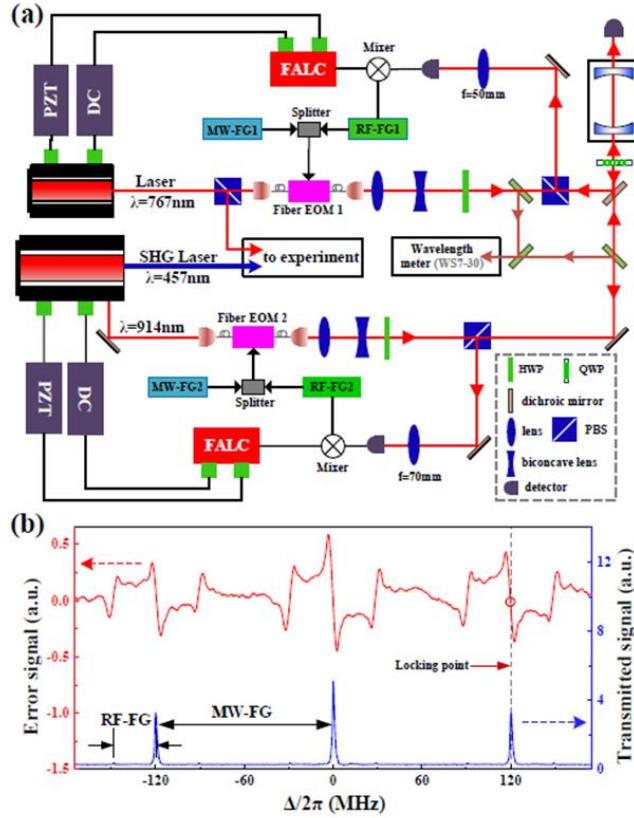 (a)
PZT
DC
FALC
Mixer
f=50mm
Splitter
MW-FG1
RF-FG1
Laser
λ=767nm
Fiber EOM 1
SHG Laser
λ=457nm
to experiment
Wavelength
meter (WS7-30)
λ=914nm
Fiber EOM 2
MW-FG2
RF-FG2
Splitter
PZT
DC
FALC
Mixer
f=70mm
HWP
QWP
dichroic mirror
lens
PBS
biconcave lens
detector
(b)
Error signal (a.u.)
0.5
0.0
-0.5
-1.0
-1.5
Locking point
RF-FG
MW-FG
12
8
4
0
Transmitted signal (a.u.)
-120
-60
0
60
120
Δ/2π (MHz)